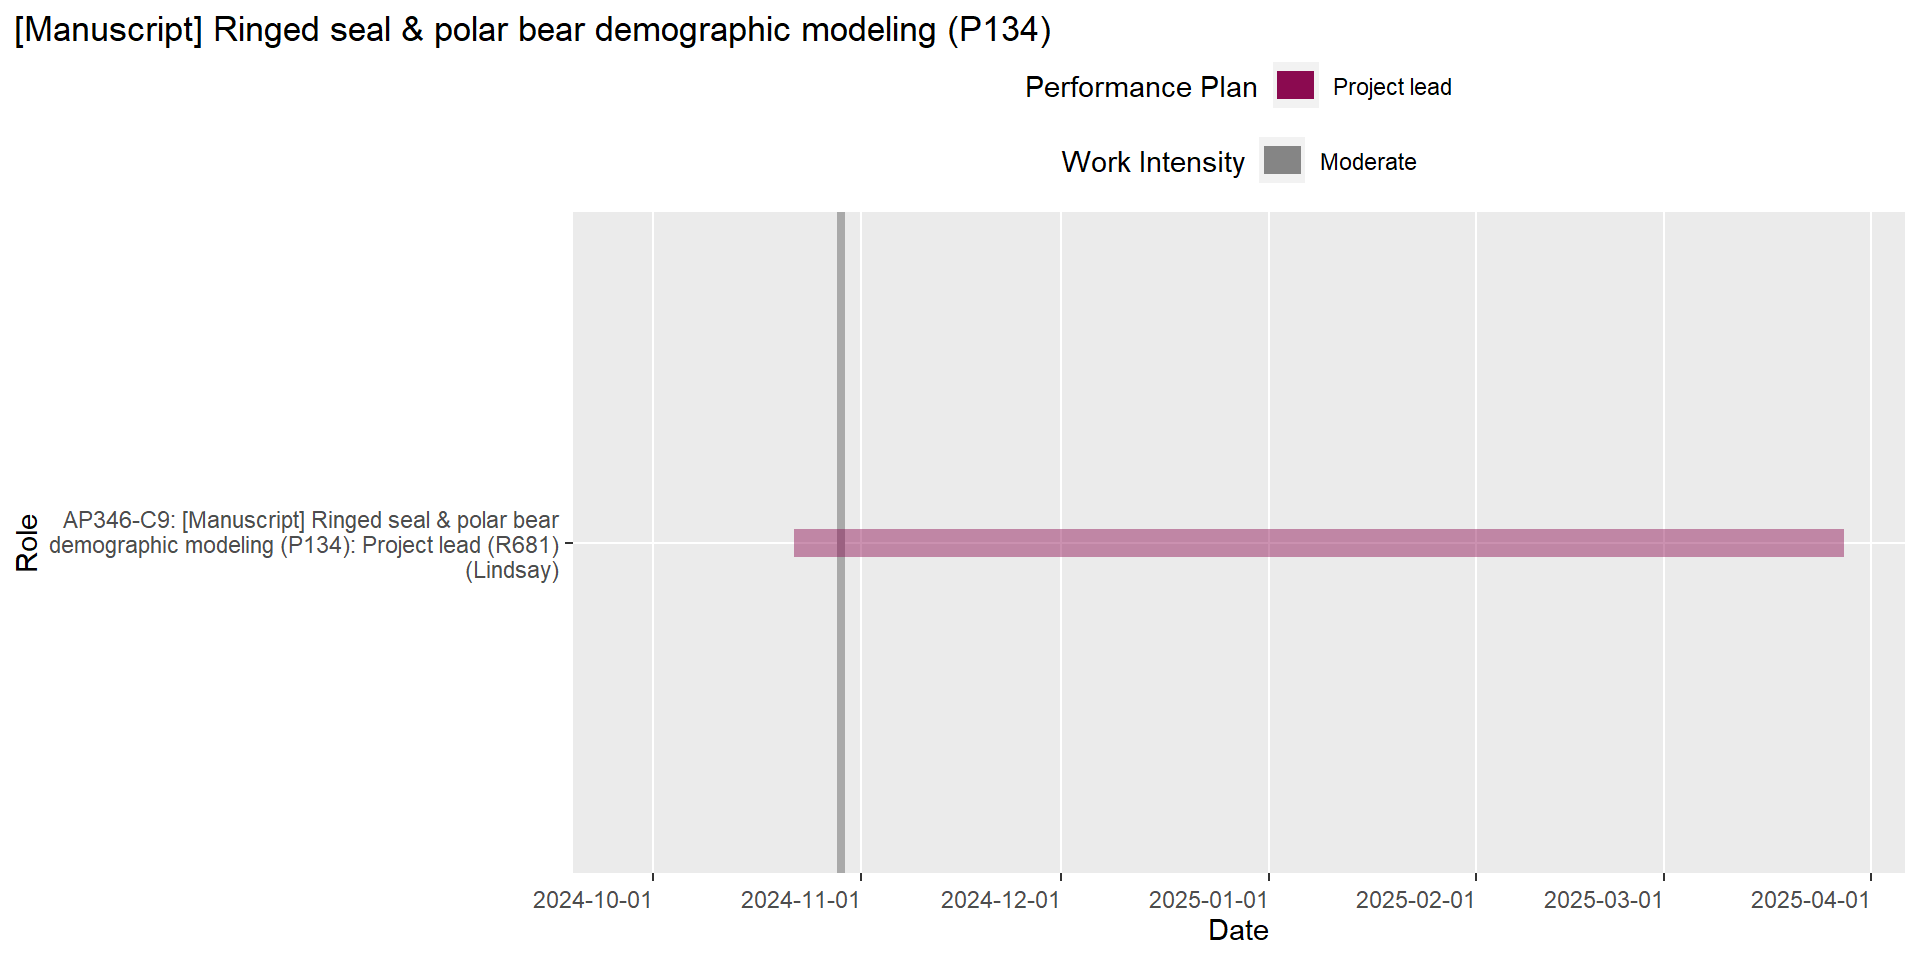 [Manuscript] Ringed seal & polar bear demographic modeling (P134)
Performance Plan
Project lead
Work Intensity
Moderate
Role
AP346-C9: [Manuscript] Ringed seal & polar bear
demographic modeling (P134): Project lead (R681)
(Lindsay)
2024-10-01
2024-11-01
2024-12-01
2025-01-01
2025-02-01
2025-03-01
2025-04-01
Date